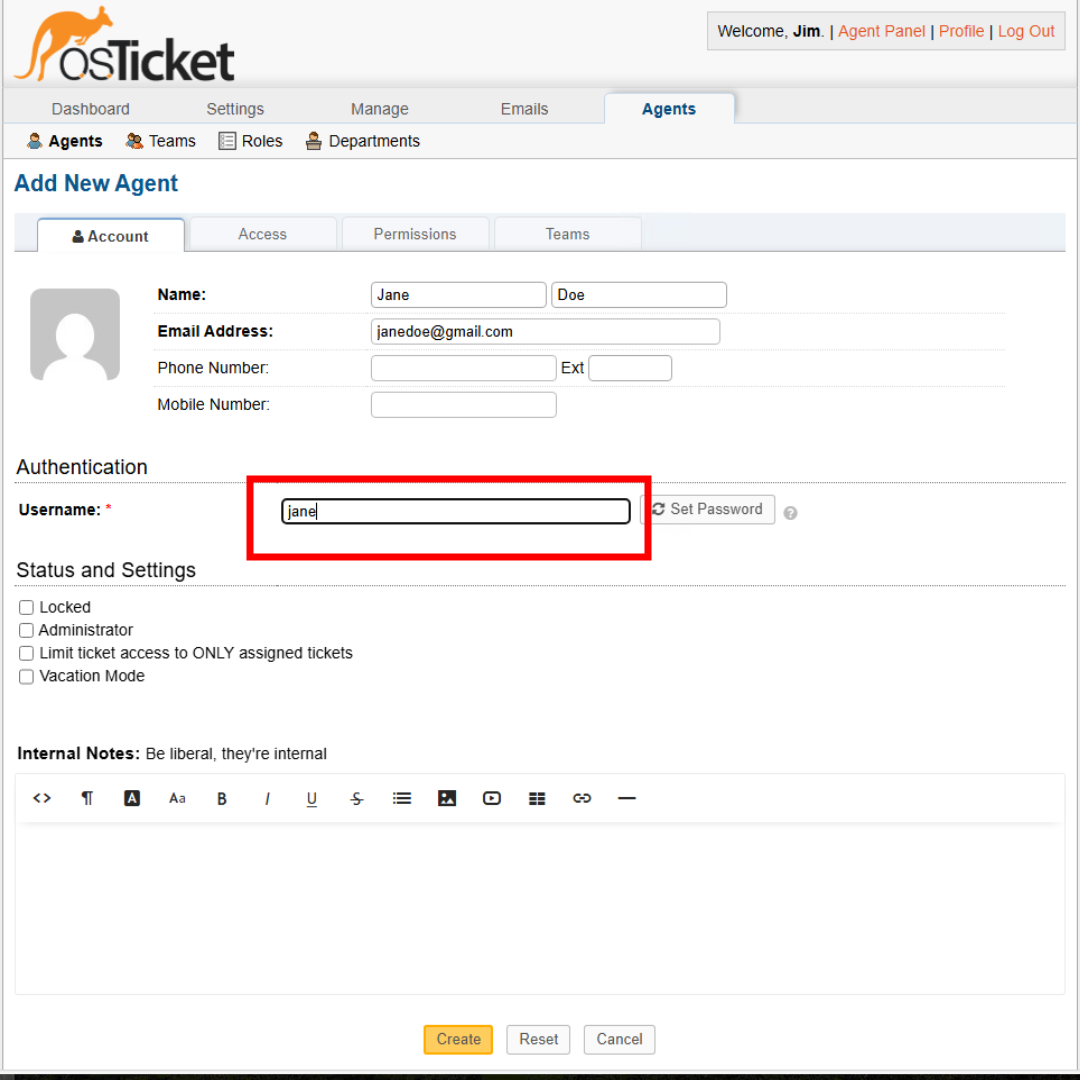 osTicket
Welcome, Jim. | Agent Panel | Profile | Log Out
Dashboard Settings Manage Emails Agents
Agents Teams Roles Departments
Add New Agent
Account Access Permissions Teams
Name: Jane Doe
Email Address: janedoe@gmail.com
Phone Number: Ext
Mobile Number:
Authentication
Username: * jane Set Password ?
Status and Settings
Locked
Administrator
Limit ticket access to ONLY assigned tickets
Vacation Mode
Internal Notes: Be liberal, they're internal
<> ¶ A Aa B I U S
Create Reset Cancel